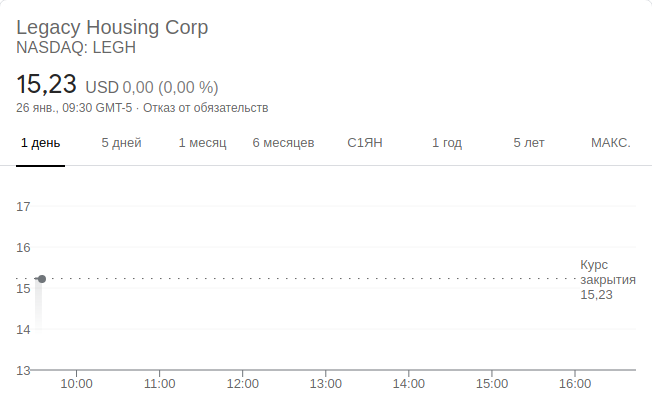 Legacy Housing Corp
NASDAQ: LEGH
15,23 USD 0,00 (0,00 %)
26 янв., 09:30 GMT-5 · Отказ от обязательств
1 день 5 дней 1 месяц 6 месяцев С1ЯН 1 год 5 лет МАКС.
17
16
Курс
закрытия
15,23
15
14
13
10:00 11:00 12:00 13:00 14:00 15:00 16:00